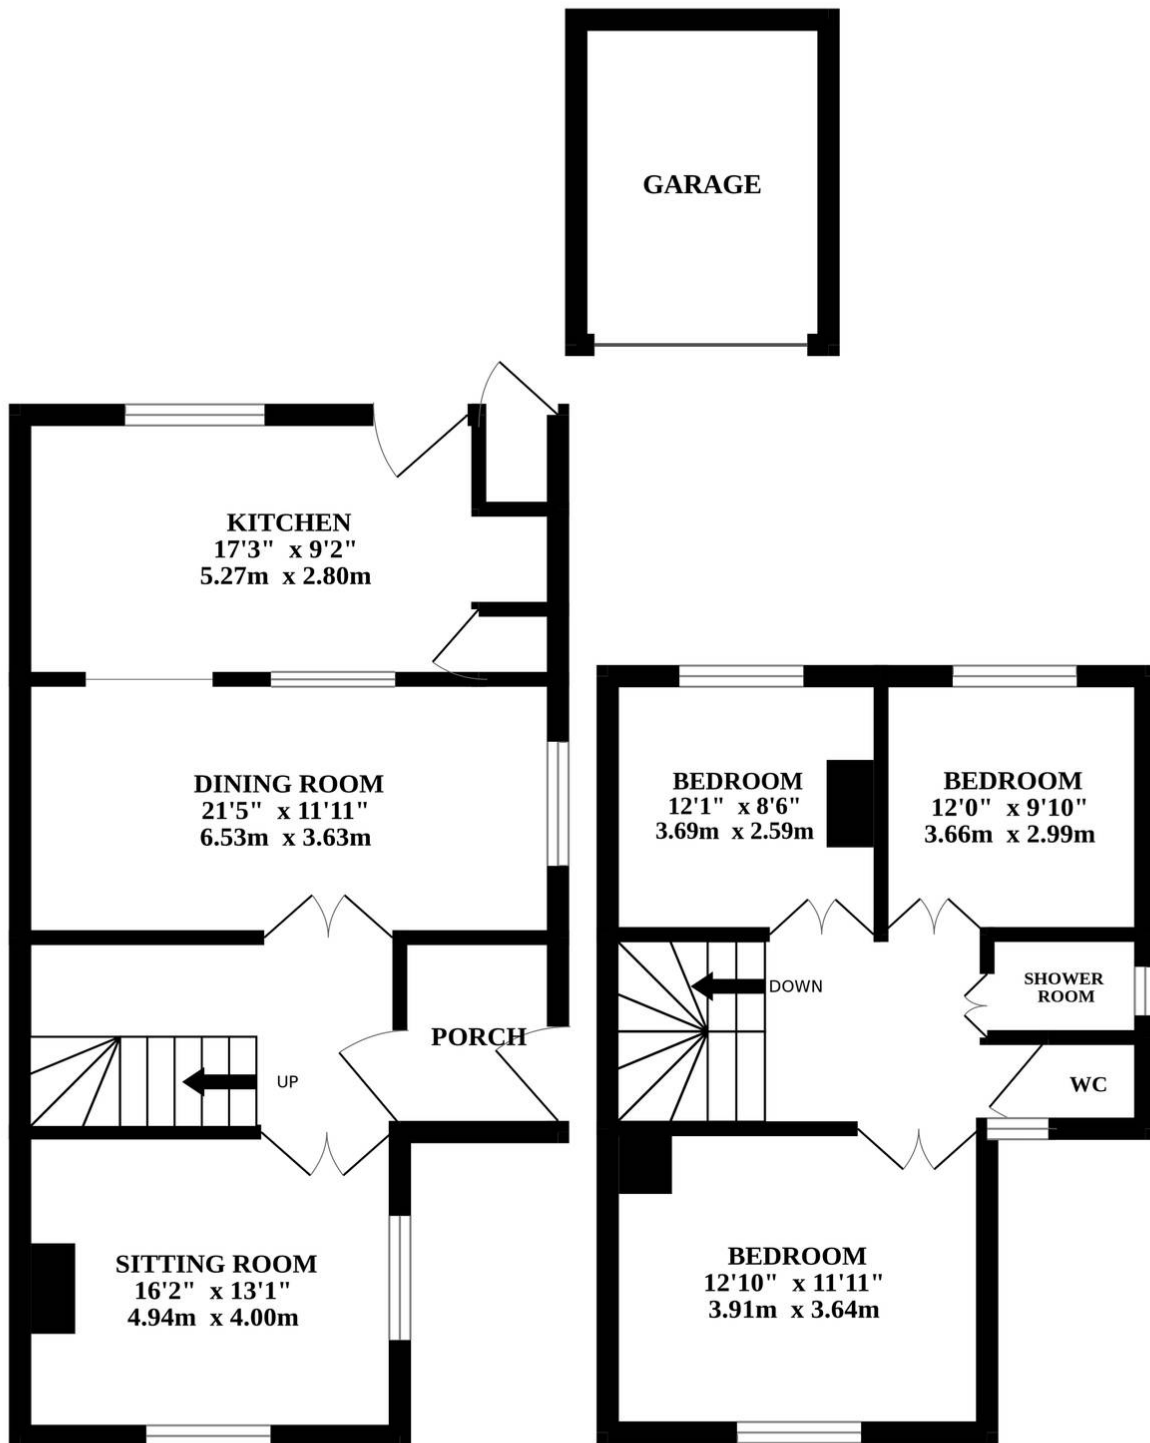 GARAGE
KITCHEN
17'3" x 9'2"
5.27m x 2.80m
DINING ROOM
21'5" x 11'11"
6.53m x 3.63m
PORCH
UP
SITTING ROOM
16'2" x 13'1"
4.94m x 4.00m
BEDROOM
12'1" x 8'6"
3.69m x 2.59m
BEDROOM
12'0" x 9'10"
3.66m x 2.99m
DOWN
SHOWER
ROOM
WC
BEDROOM
12'10" x 11'11"
3.91m x 3.64m